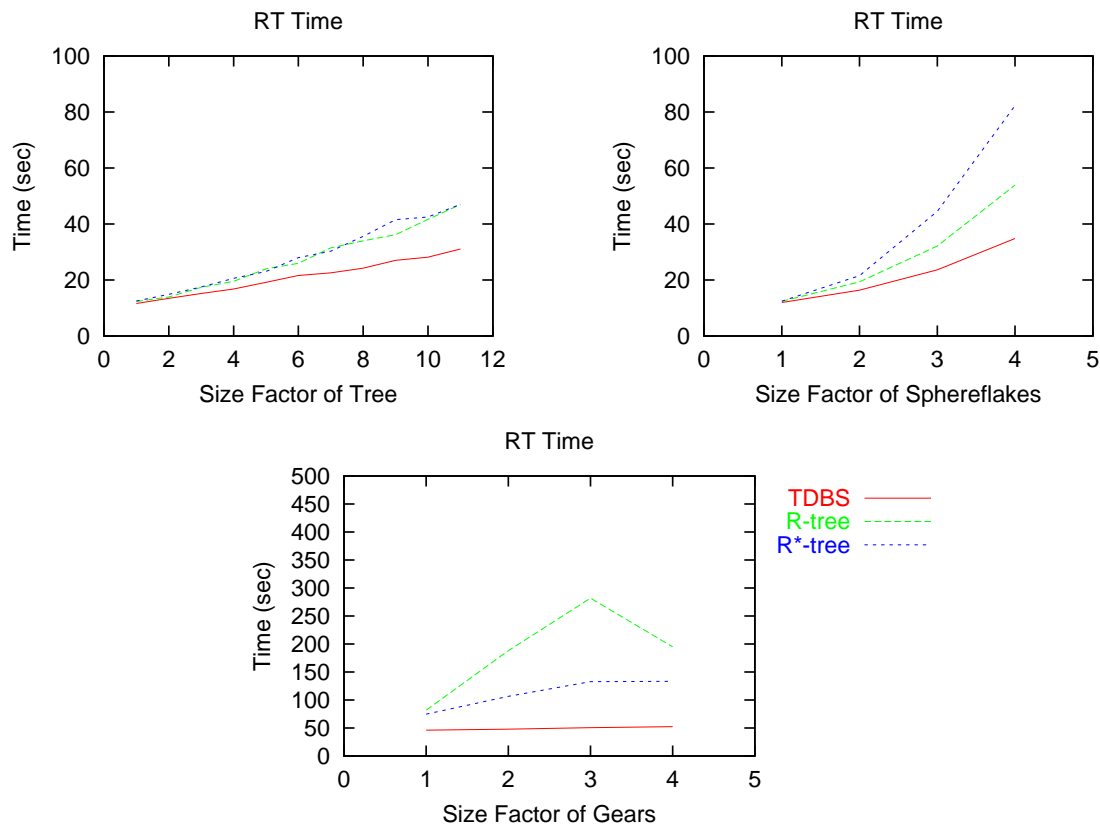 RT Time
100
80
60
40
20
0
Time (sec)
0 2 4 6 8 10 12
Size Factor of Tree
RT Time
100
80
60
40
20
0
Time (sec)
0 1 2 3 4 5
Size Factor of Sphereflakes
RT Time
500
450
400
350
300
250
200
150
100
50
0
Time (sec)
0 1 2 3 4 5
Size Factor of Gears
TDBS
R-tree
R*-tree